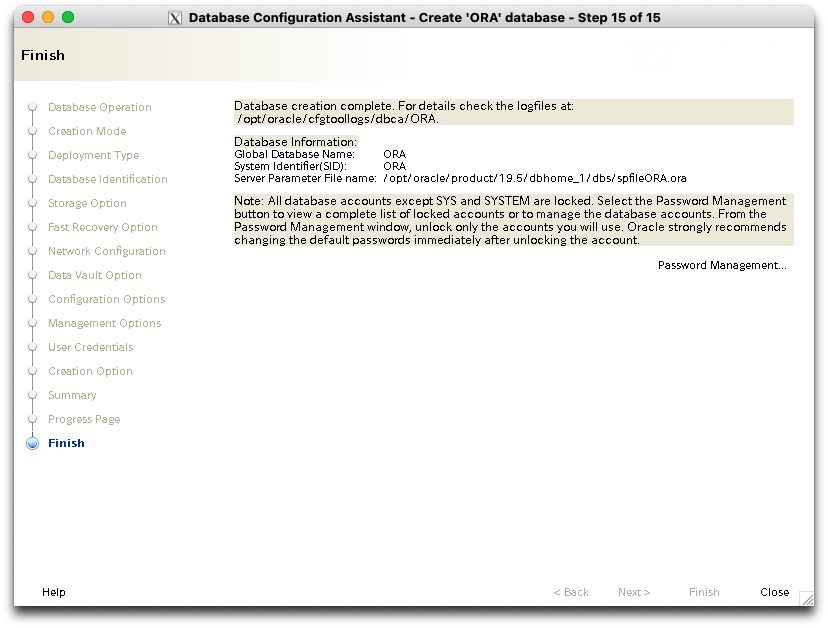 Database Configuration Assistant - Create 'ORA' database - Step 15 of 15
Finish
Database Operation
Creation Mode
Deployment Type
Database Identification
Storage Option
Fast Recovery Option
Network Configuration
Data Vault Option
Configuration Options
Management Options
User Credentials
Creation Option
Summary
Progress Page
Finish
Database creation complete. For details check the logfiles at:
/opt/oracle/cfgtoollogs/dbca/ORA.
Database Information:
Global Database Name: ORA
System Identifier(SID): ORA
Server Parameter File name: /opt/oracle/product/19.5/dbhome_1/dbs/spfileORA.ora
Note: All database accounts except SYS and SYSTEM are locked. Select the Password Management
button to view a complete list of locked accounts or to manage the database accounts. From the
Password Management window, unlock only the accounts you will use. Oracle strongly recommends
changing the default passwords immediately after unlocking the account.
Password Management...
Help
< Back
Next >
Finish
Close